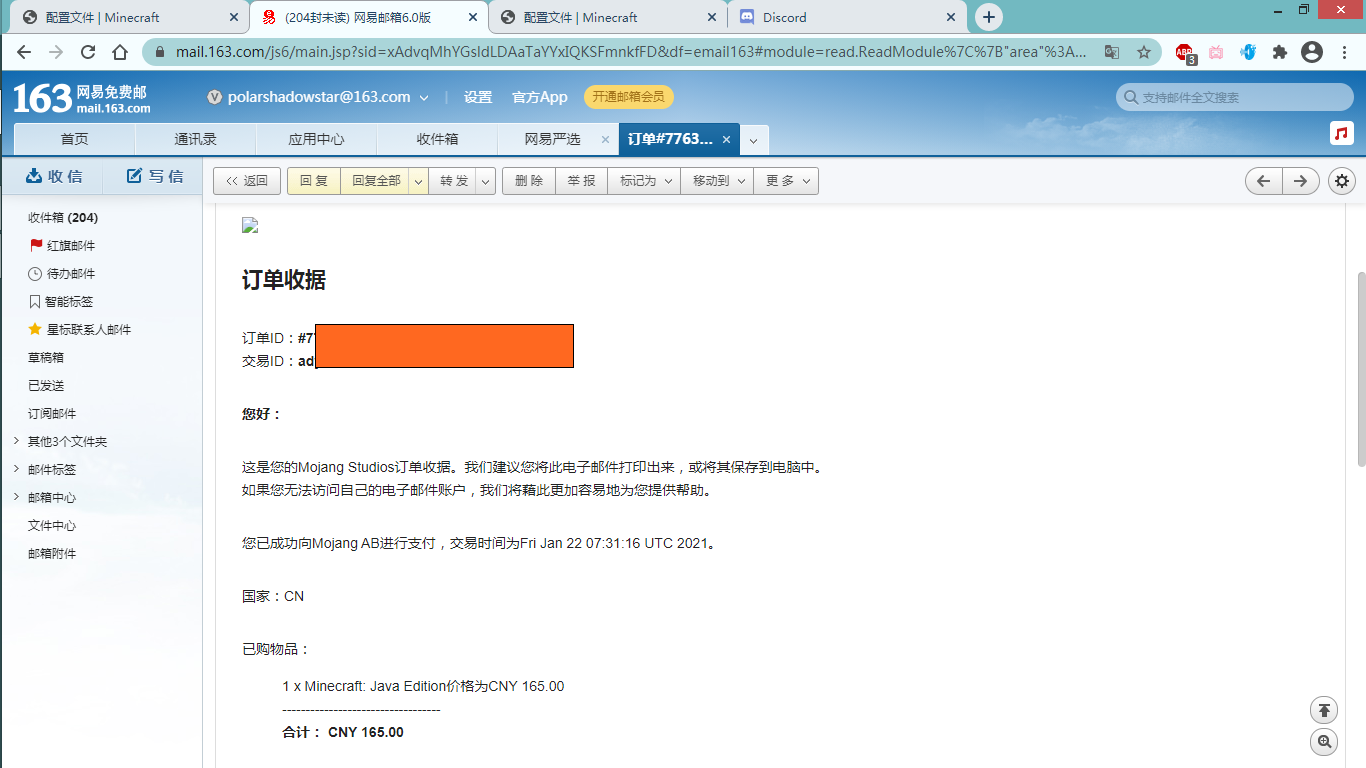 配置文件 | Minecraft
(204封未读) 网易邮箱6.0版
配置文件 | Minecraft
Discord
mail.163.com/js6/main.jsp?sid=xAdvqMhYGsldLDAaTaYYxIQKSFmnkfFD&df=email163#module=read.ReadModule%7C%7B"area"%3A...
ABP
3
163 网易免费邮
mail.163.com
V polarshadowstar@163.com
设置
官方App
开通邮箱会员
支持邮件全文搜索
首页
通讯录
应用中心
收件箱
网易严选
订单#7763...
收 信
写 信
<< 返回
回 复
回复全部
转 发
删 除
举 报
标记为
移动到
更 多
收件箱 (204)
红旗邮件
待办邮件
智能标签
星标联系人邮件
草稿箱
已发送
订阅邮件
其他3个文件夹
邮件标签
邮箱中心
文件中心
邮箱附件
订单收据
订单ID：#77
交易ID：ad
您好：
这是您的Mojang Studios订单收据。我们建议您将此电子邮件打印出来，或将其保存到电脑中。
如果您无法访问自己的电子邮件账户，我们将藉此更加容易地为您提供帮助。
您已成功向Mojang AB进行支付，交易时间为Fri Jan 22 07:31:16 UTC 2021。
国家：CN
已购物品：
1 x Minecraft: Java Edition价格为CNY 165.00
----------------------------------
合计： CNY 165.00